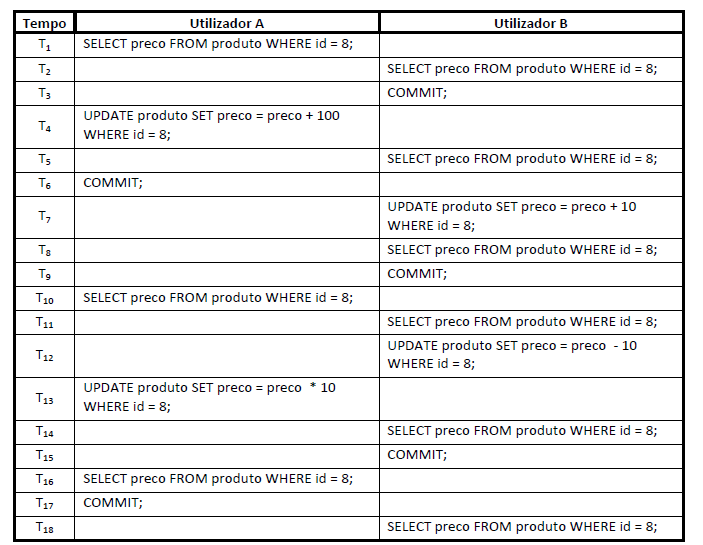 Tempo Utilizador A Utilizador B
T₁ SELECT preco FROM produto WHERE id = 8;
T₂ SELECT preco FROM produto WHERE id = 8;
T₃ COMMIT;
T₄ UPDATE produto SET preco = preco + 100
WHERE id = 8;
T₅ SELECT preco FROM produto WHERE id = 8;
T₆ COMMIT;
T₇ UPDATE produto SET preco = preco + 10
WHERE id = 8;
T₈ SELECT preco FROM produto WHERE id = 8;
T₉ COMMIT;
T₁₀ SELECT preco FROM produto WHERE id = 8;
T₁₁ SELECT preco FROM produto WHERE id = 8;
T₁₂ UPDATE produto SET preco = preco - 10
WHERE id = 8;
T₁₃ UPDATE produto SET preco = preco * 10
WHERE id = 8;
T₁₄ SELECT preco FROM produto WHERE id = 8;
T₁₅ COMMIT;
T₁₆ SELECT preco FROM produto WHERE id = 8;
T₁₇ COMMIT;
T₁₈ SELECT preco FROM produto WHERE id = 8;